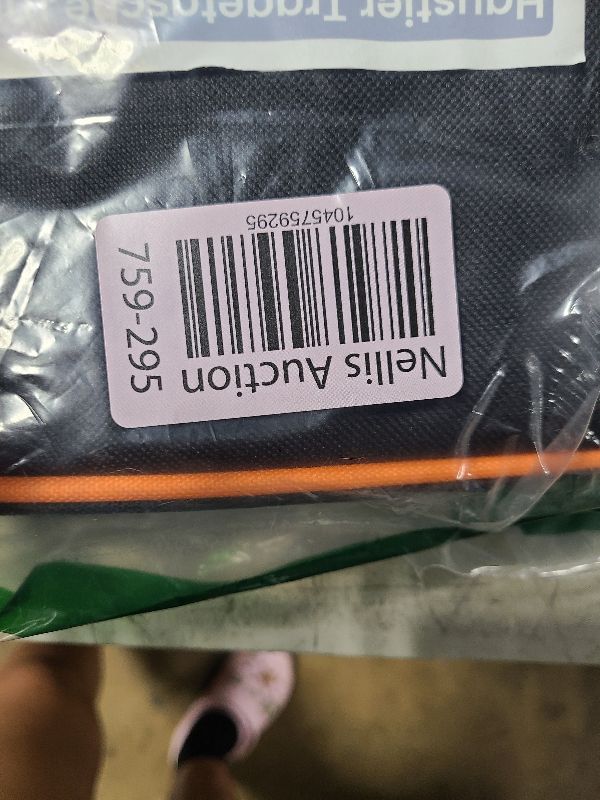 Haustier Tragetasche
1045759295
Nellis Auction
759-295